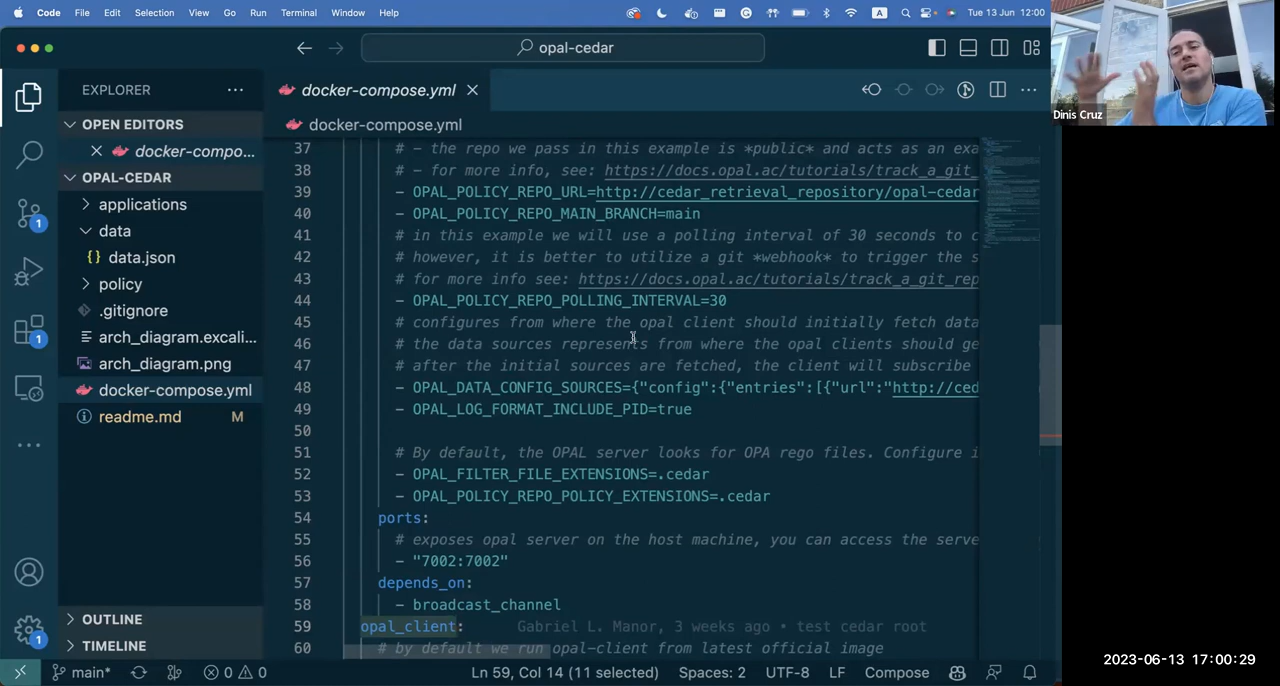 Code File Edit Selection View Go Run Terminal Window Help A Tue 13 Jun 12:00
opal-cedar
Dinis Cruz
EXPLORER
OPEN EDITORS
docker-compo...
OPAL-CEDAR
applications
data
{} data.json
policy
.gitignore
arch_diagram.excali...
arch_diagram.png
docker-compose.yml
readme.md M
OUTLINE
TIMELINE
1
1
1
docker-compose.yml
docker-compose.yml
37 # - the repo we pass in this example is *public* and acts as an exa
38 # - for more info, see: https://docs.opal.ac/tutorials/track_a_git_
39 - OPAL_POLICY_REPO_URL=http://cedar_retrieval_repository/opal-cedar
40 - OPAL_POLICY_REPO_MAIN_BRANCH=main
41 # in this example we will use a polling interval of 30 seconds to c
42 # however, it is better to utilize a git *webhook* to trigger the s
43 # for more info see: https://docs.opal.ac/tutorials/track_a_git_rep
44 - OPAL_POLICY_REPO_POLLING_INTERVAL=30
45 # configures from where the opal client should initially fetch data
46 # the data sources represents from where the opal clients should ge
47 # after the initial sources are fetched, the client will subscribe
48 - OPAL_DATA_CONFIG_SOURCES={"config":{"entries":[{"url":"http://ced
49 - OPAL_LOG_FORMAT_INCLUDE_PID=true
50
51 # By default, the OPAL server looks for OPA rego files. Configure i
52 - OPAL_FILTER_FILE_EXTENSIONS=.cedar
53 - OPAL_POLICY_REPO_POLICY_EXTENSIONS=.cedar
54 ports:
55 # exposes opal server on the host machine, you can access the serve
56 - "7002:7002"
57 depends_on:
58 - broadcast_channel
59 opal_client: Gabriel L. Manor, 3 weeks ago • test cedar root
60 # by default we run opal-client from latest official image
main* 0 0 Ln 59, Col 14 (11 selected) Spaces: 2 UTF-8 LF Compose
2023-06-13 17:00:29